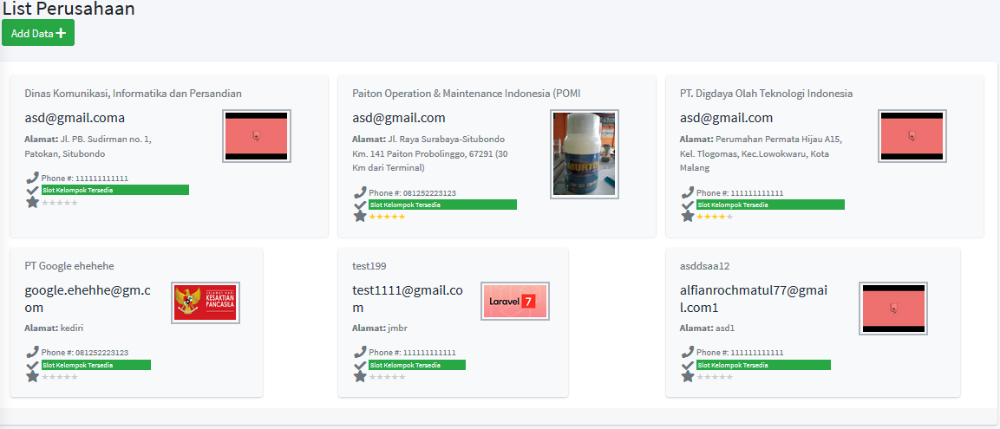 List Perusahaan
Add Data
Dinas Komunikasi, Informatika dan Persandian
asd@gmail.coma
Alamat: Jl. PB. Sudirman no. 1,
Patokan, Situbondo
Phone #: 111111111111
Slot Kelompok Tersedia
Paiton Operation & Maintenance Indonesia (POMI
asd@gmail.com
Alamat: Jl. Raya Surabaya-Situbondo
Km. 141 Paiton Probolinggo, 67291 (30
Km dari Terminal)
Phone #: 081252223123
Slot Kelompok Tersedia
PT. Digdaya Olah Teknologi Indonesia
asd@gmail.com
Alamat: Perumahan Permata Hijau A15,
Kel. Tlogomas, Kec.Lowokwaru, Kota
Malang
Phone #: 111111111111
Slot Kelompok Tersedia
PT Google ehehehe
google.ehehhe@gm.c
om
Alamat: kediri
Phone #: 081252223123
Slot Kelompok Tersedia
KESAKTIAN
PANCASILA
test199
test1111@gmail.co
m
Alamat: jmbr
Phone #: 111111111111
Slot Kelompok Tersedia
Laravel 7
asddsaa12
alfianrochmatul77@gmai
l.com1
Alamat: asd1
Phone #: 111111111111
Slot Kelompok Tersedia